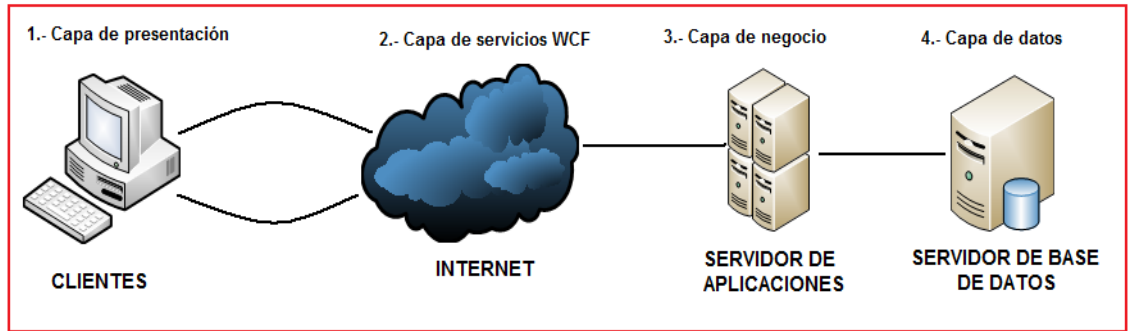 1.- Capa de presentación
2.- Capa de servicios WCF
3.- Capa de negocio
4.- Capa de datos
CLIENTES
INTERNET
SERVIDOR DE
APLICACIONES
SERVIDOR DE BASE
DE DATOS